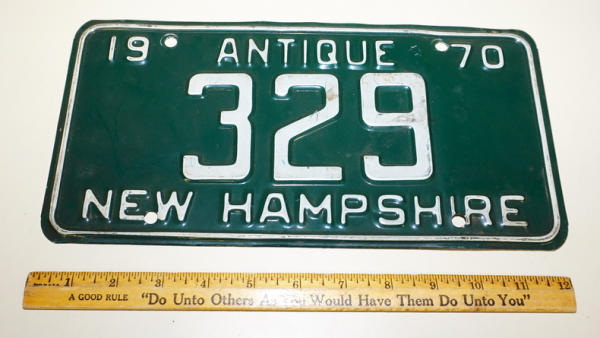 19 ANTIQUE 70
329
NEW HAMPSHIRE
1 2 3 4 5 6 7 8 9 10 11 12
A GOOD RULE "Do Unto Others As You Would Have Them Do Unto You"